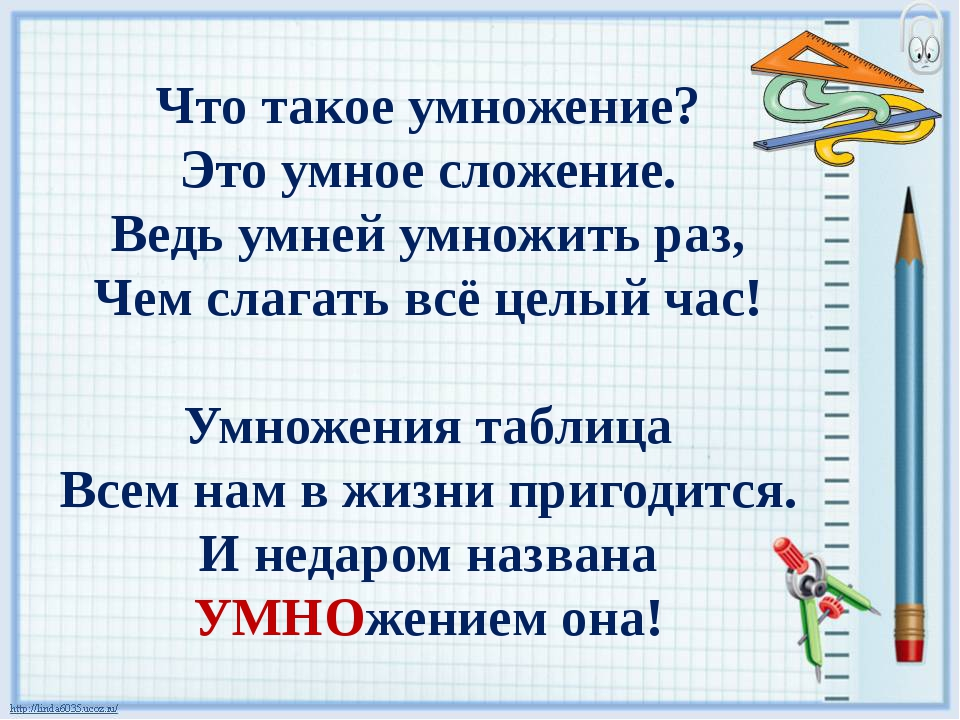 Что такое умножение?
Это умное сложение.
Ведь умней умножить раз,
Чем слагать всё целый час!
Умножения таблица
Всем нам в жизни пригодится.
И недаром названа
УМНОжением она!
http://linda6035.ucoz.ru/